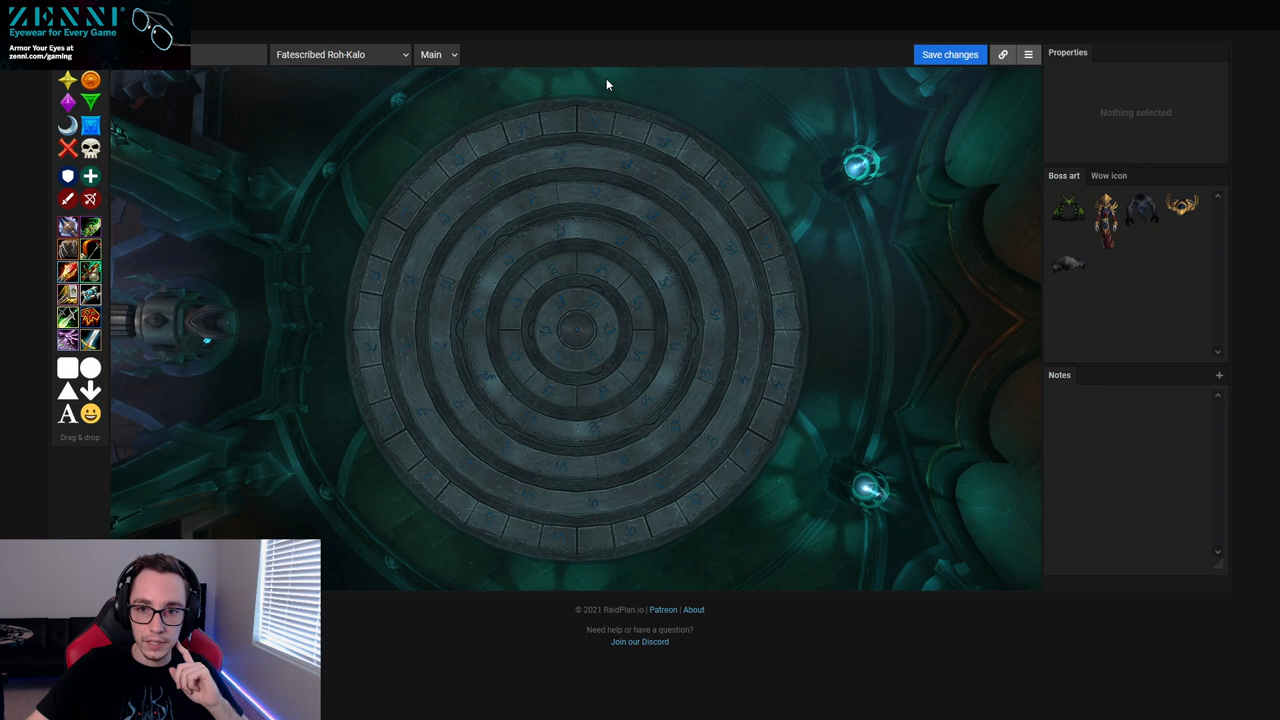 ZENNI®
Eyewear for Every Game
Armor Your Eyes at
zenni.com/gaming
Fatescribed Roh-Kalo
Main
Save changes
Properties
Nothing selected
Boss art
Wow icon
Notes
+
A
Drag & drop
© 2021 RaidPlan.io | Patreon | About
Need help or have a question?
Join our Discord